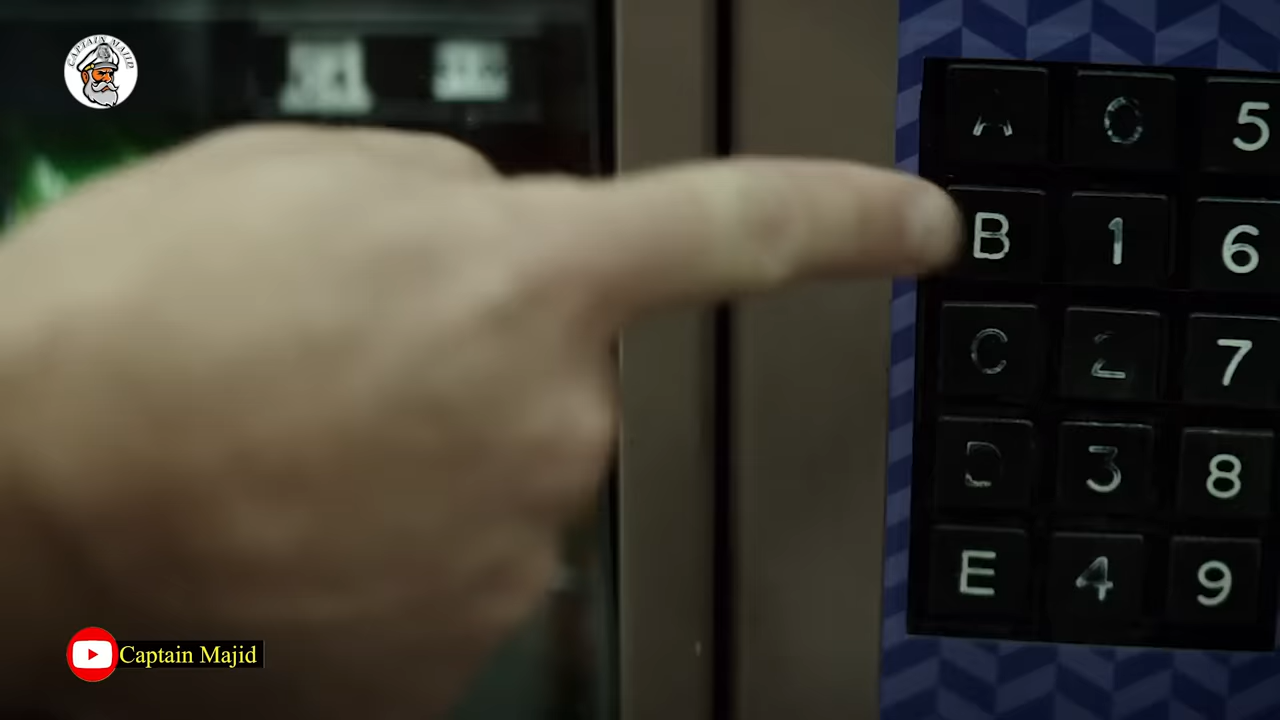 CAPTAIN MAJID
A 0 5
B 1 6
C 2 7
D 3 8
E 4 9
Captain Majid